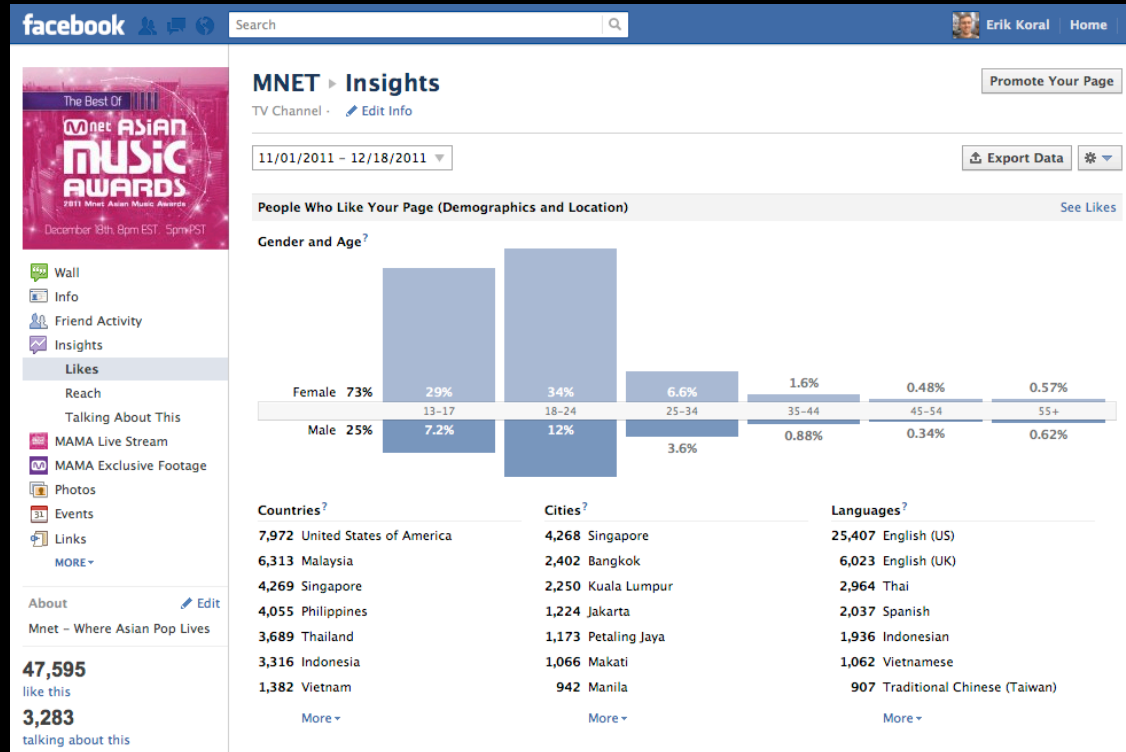 facebook
Search
Erik Koral
Home
The Best Of
Mnet ASiAN
MUSiC
AWARDS
2011 Mnet Asian Music Awards
December 18th. 8pm EST. 5pm PST
Wall
Info
Friend Activity
Insights
Likes
Reach
Talking About This
MAMA Live Stream
MAMA Exclusive Footage
Photos
31 Events
Links
MORE
About Edit
Mnet – Where Asian Pop Lives
47,595
like this
3,283
talking about this
MNET Insights
Promote Your Page
TV Channel · Edit Info
11/01/2011 – 12/18/2011
Export Data
People Who Like Your Page (Demographics and Location) See Likes
Gender and Age?
Female 73% 29% 34% 6.6% 1.6% 0.48% 0.57%
13-17 18-24 25-34 35-44 45-54 55+
Male 25% 7.2% 12% 3.6% 0.88% 0.34% 0.62%
Countries?
7,972 United States of America
6,313 Malaysia
4,269 Singapore
4,055 Philippines
3,689 Thailand
3,316 Indonesia
1,382 Vietnam
More
Cities?
4,268 Singapore
2,402 Bangkok
2,250 Kuala Lumpur
1,224 Jakarta
1,173 Petaling Jaya
1,066 Makati
942 Manila
More
Languages?
25,407 English (US)
6,023 English (UK)
2,964 Thai
2,037 Spanish
1,936 Indonesian
1,062 Vietnamese
907 Traditional Chinese (Taiwan)
More